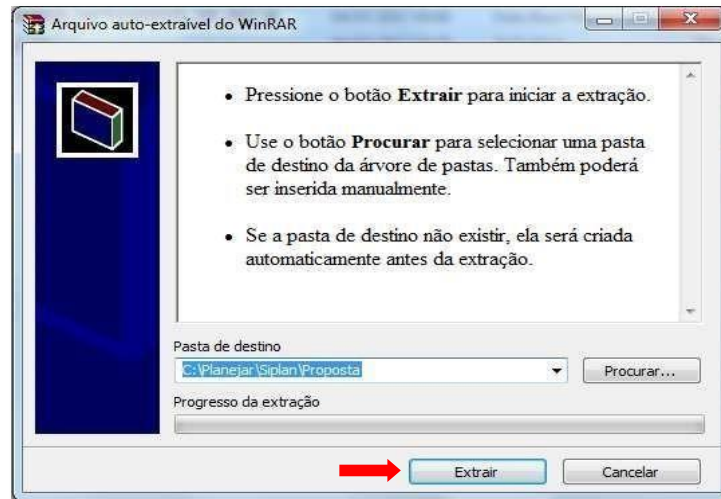 Arquivo auto-extraível do WinRAR
• Pressione o botão Extrair para iniciar a extração.
• Use o botão Procurar para selecionar uma pasta
de destino da árvore de pastas. Também poderá
ser inserida manualmente.
• Se a pasta de destino não existir, ela será criada
automaticamente antes da extração.
Pasta de destino
C:\Planejar\Siplan\Proposta
Procurar...
Progresso da extração
Extrair
Cancelar